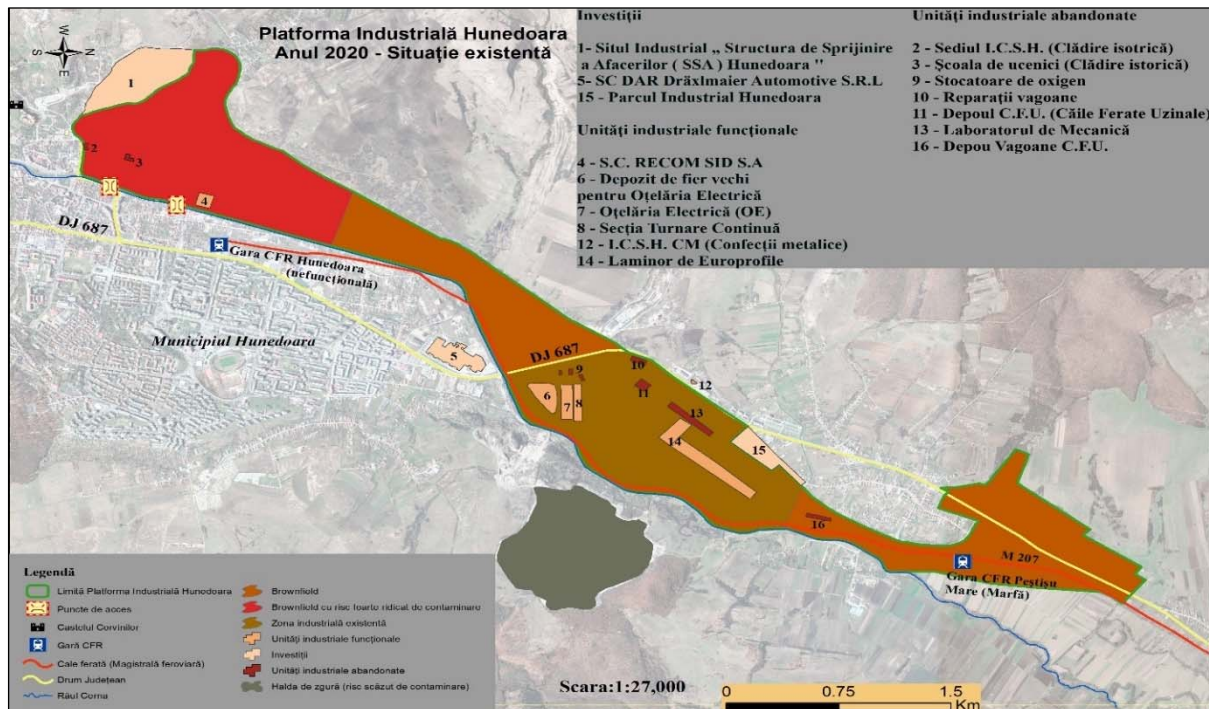 Platforma Industrială Hunedoara
Anul 2020 - Situație existentă
Investiții
1- Situl Industrial „ Structura de Sprijinire
a Afacerilor ( SSA ) Hunedoara "
5- SC DAR Dräxlmaier Automotive S.R.L
15 - Parcul Industrial Hunedoara
Unități industriale funcționale
4 - S.C. RECOM SID S.A
6 - Depozit de fier vechi
pentru Oțelăria Electrică
7 - Oțelăria Electrică (OE)
8 - Secția Turnare Continuă
12 - I.C.S.H. CM (Confecții metalice)
14 - Laminor de Europrofile
Unități industriale abandonate
2 - Sediul I.C.S.H. (Clădire isotrică)
3 - Școala de ucenici (Clădire istorică)
9 - Stocatoare de oxigen
10 - Reparații vagoane
11 - Depoul C.F.U. (Căile Ferate Uzinale)
13 - Laboratorul de Mecanică
16 - Depou Vagoane C.F.U.
W
N
S
E
1
2
3
4
DJ 687
Gara CFR Hunedoara
(nefuncțională)
Municipiul Hunedoara
5
DJ 687
6
7
8
9
10
11
12
13
14
15
16
M 207
Gara CFR Peștișu
Mare (Marfă)
Legendă
Limită Platforma Industrială Hunedoara
Puncte de acces
Castelul Corvinilor
Gară CFR
Cale ferată (Magistrală feroviară)
Drum Județean
Râul Cerna
Brownfield
Brownfield cu risc foarte ridicat de contaminare
Zona industrială existentă
Unități industriale funcționale
Investiții
Unități industriale abandonate
Halda de zgură (risc scăzut de contaminare)
Scara:1:27,000
0 0.75 1.5
Km